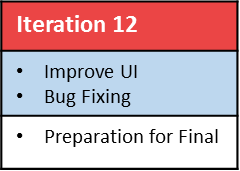 Iteration 12
• Improve UI
• Bug Fixing
• Preparation for Final